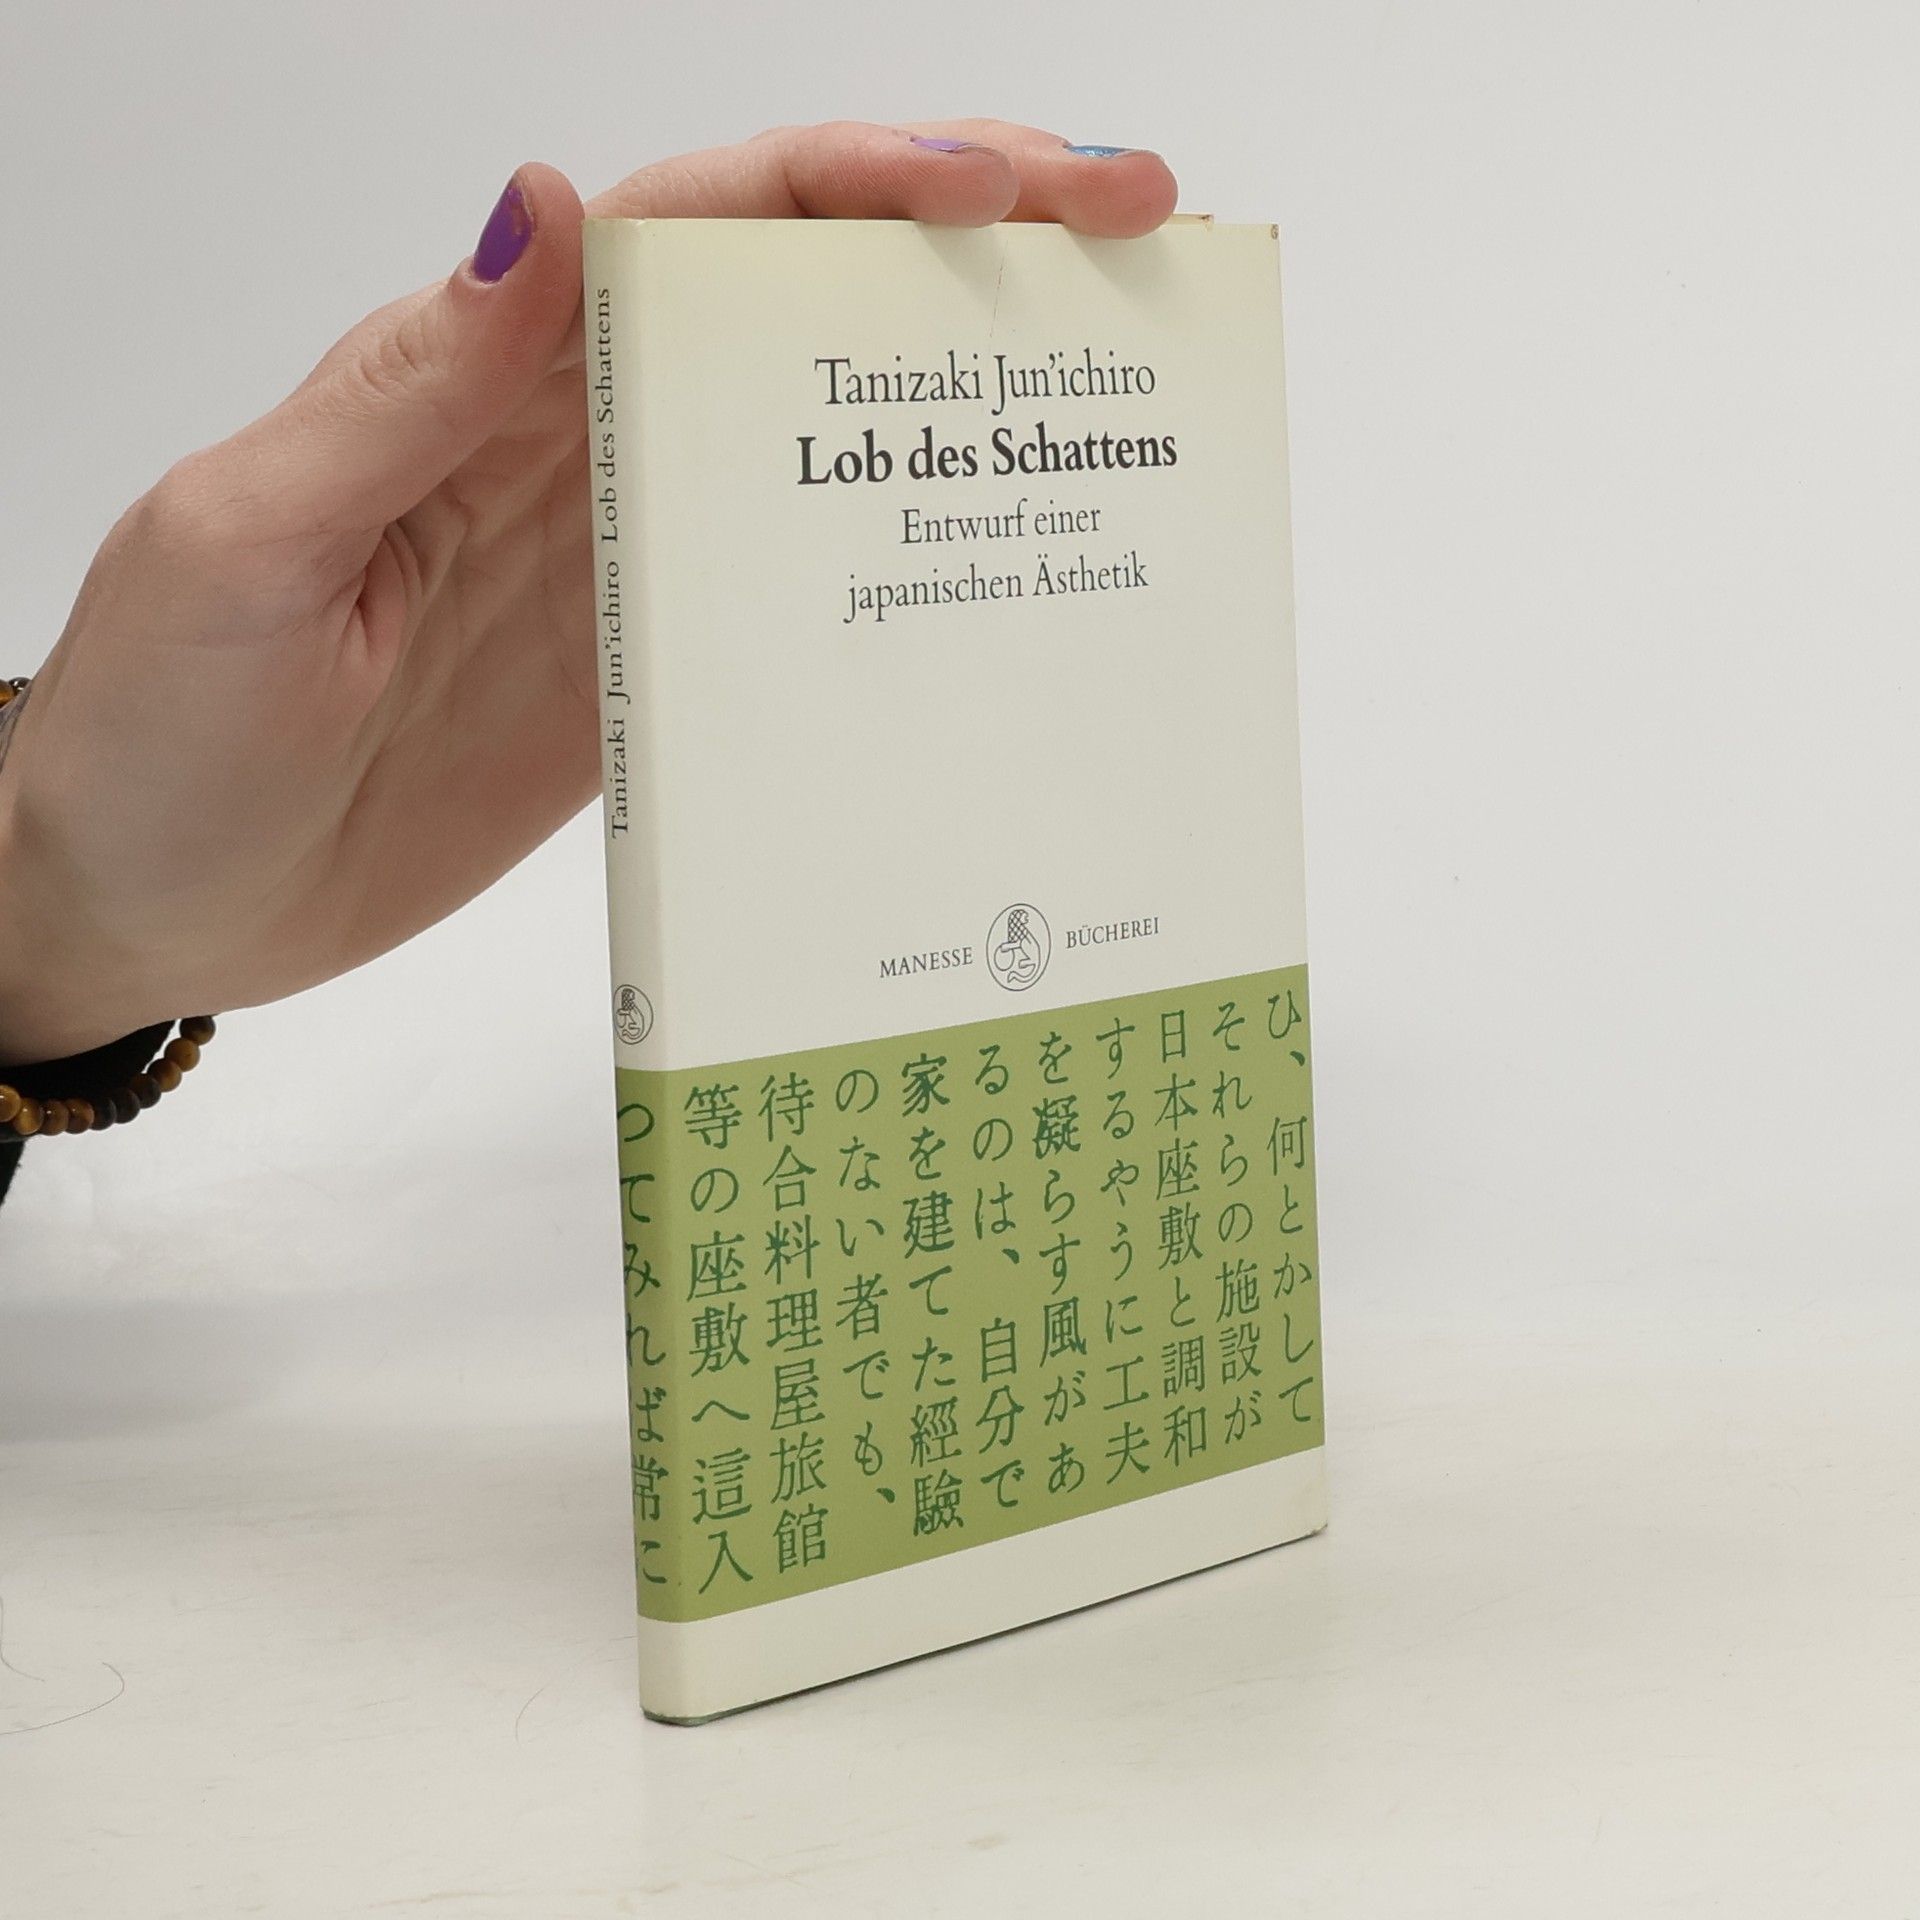 Tanizaki Jun'ichiro
Lob des Schattens
Entwurf einer
japanischen Ästhetik
MANESSE BÜCHEREI
ひ、何とかして
それらの施設が
日本座敷と調和
するやうに工夫
を凝らす風があ
るのは、自分で
家を建てた經驗
のない者でも、
待合料理屋旅館
等の座敷へ這入
つてみれば常に
Tanizaki Jun'ichiro Lob des Schattens